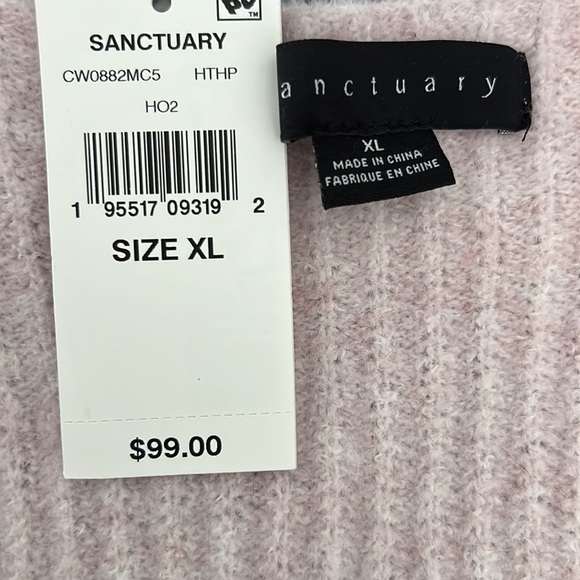 SANCTUARY
CW0882MC5 HTHP
HO2
1 95517 09319 2
SIZE XL
$99.00
anctuary
XL
MADE IN CHINA
FABRIQUE EN CHINE